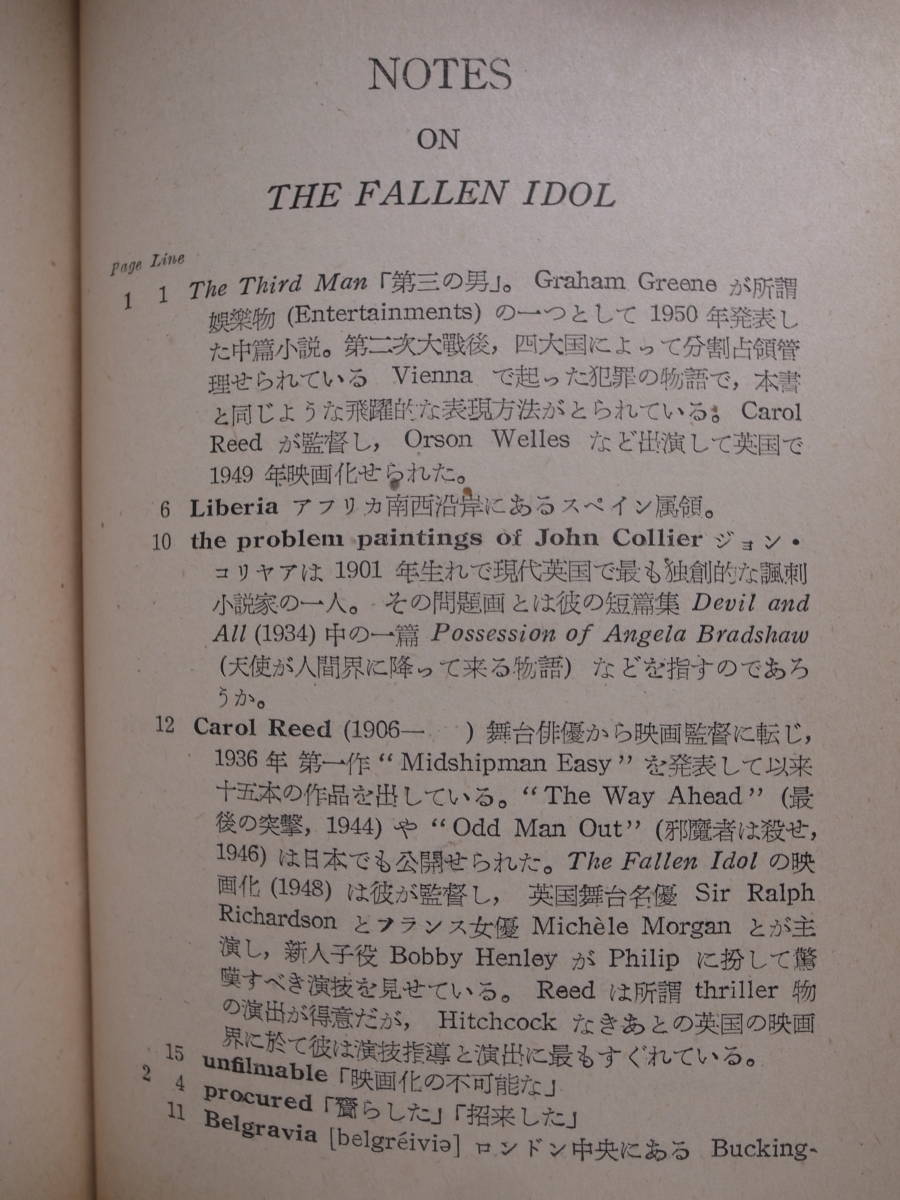 NOTES
ON
THE FALLEN IDOL
Page Line
1 1 The Third Man「第三の男」。 Graham Greene が所謂
娯樂物 (Entertainments) の一つとして 1950 年発表し
た中篇小説。第二次大戰後，四大国によって分割占領管
理せられている Vienna で起った犯罪の物語で，本書
と同じような飛躍的な表現方法がとられている。 Carol
Reed が監督し， Orson Welles など出演して英国で
1949 年映画化せられた。
6 Liberia アフリカ南西沿岸にあるスペイン属領。
10 the problem paintings of John Collier ジョン・
コリヤアは 1901 年生れで現代英国で最も独創的な諷刺
小説家の一人。 その問題画とは彼の短篇集 Devil and
All (1934) 中の一篇 Possession of Angela Bradshaw
(天使が人間界に降って来る物語) などを指すのであろ
うか。
12 Carol Reed (1906— ) 舞台俳優から映画監督に転じ，
1936年 第一作 “Midshipman Easy” を発表して以来
十五本の作品を出している。“The Way Ahead” (最
後の突撃，1944) や “Odd Man Out” (邪魔者は殺せ，
1946) は日本でも公開せられた。The Fallen Idol の映
画化 (1948) は彼が監督し， 英国舞台名優 Sir Ralph
Richardson とフランス女優 Michèle Morgan とが主
演し，新人子役 Bobby Henley が Philip に扮して驚
嘆すべき演技を見せている。 Reed は所謂 thriller 物
の演出が得意だが， Hitchcock なきあとの英国の映画
界に於て彼は演技指導と演出に最もすぐれている。
15 unfilmable「映画化の不可能な」
2 4 procured「齎らした」「招来した」
11 Belgravia [belgréiviə] ロンドン中央にある Bucking-